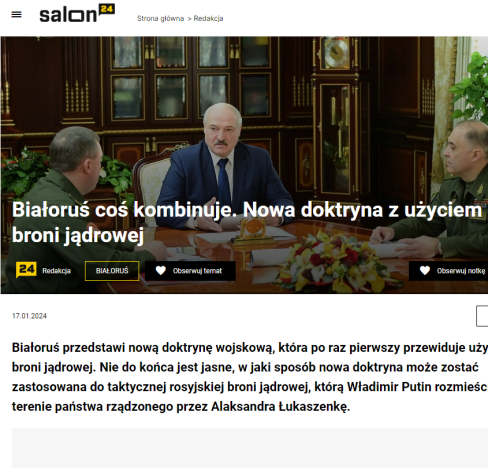 salon24
Strona główna > Redakcja
Białoruś coś kombinuje. Nowa doktryna z użyciem
broni jądrowej
24 Redakcja BIAŁORUŚ Obserwuj temat Obserwuj notkę
17.01.2024
Białoruś przedstawi nową doktrynę wojskową, która po raz pierwszy przewiduje uży
broni jądrowej. Nie do końca jest jasne, w jaki sposób nowa doktryna może zostać
zastosowana do taktycznej rosyjskiej broni jądrowej, którą Władimir Putin rozmieśc
terenie państwa rządzonego przez Alaksandra Łukaszenkę.